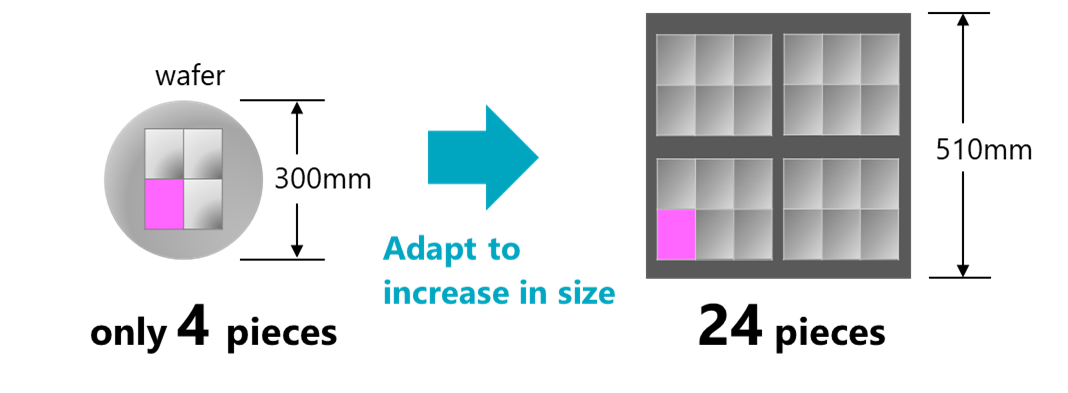 wafer
300mm
only 4 pieces
Adapt to
increase in size
510mm
24 pieces